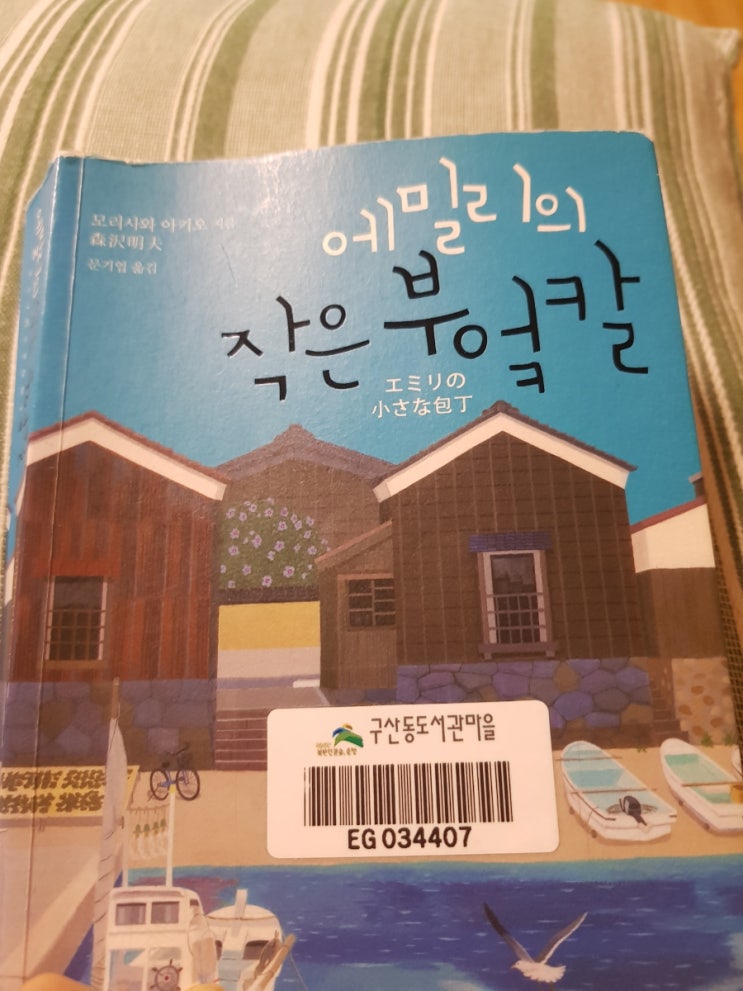 모리사와 아키오 지음
森沢明夫
문기업 옮김
에밀리의
작은 부엌칼
エミリの
小さな包丁
구산동도서관마을
EG 034407